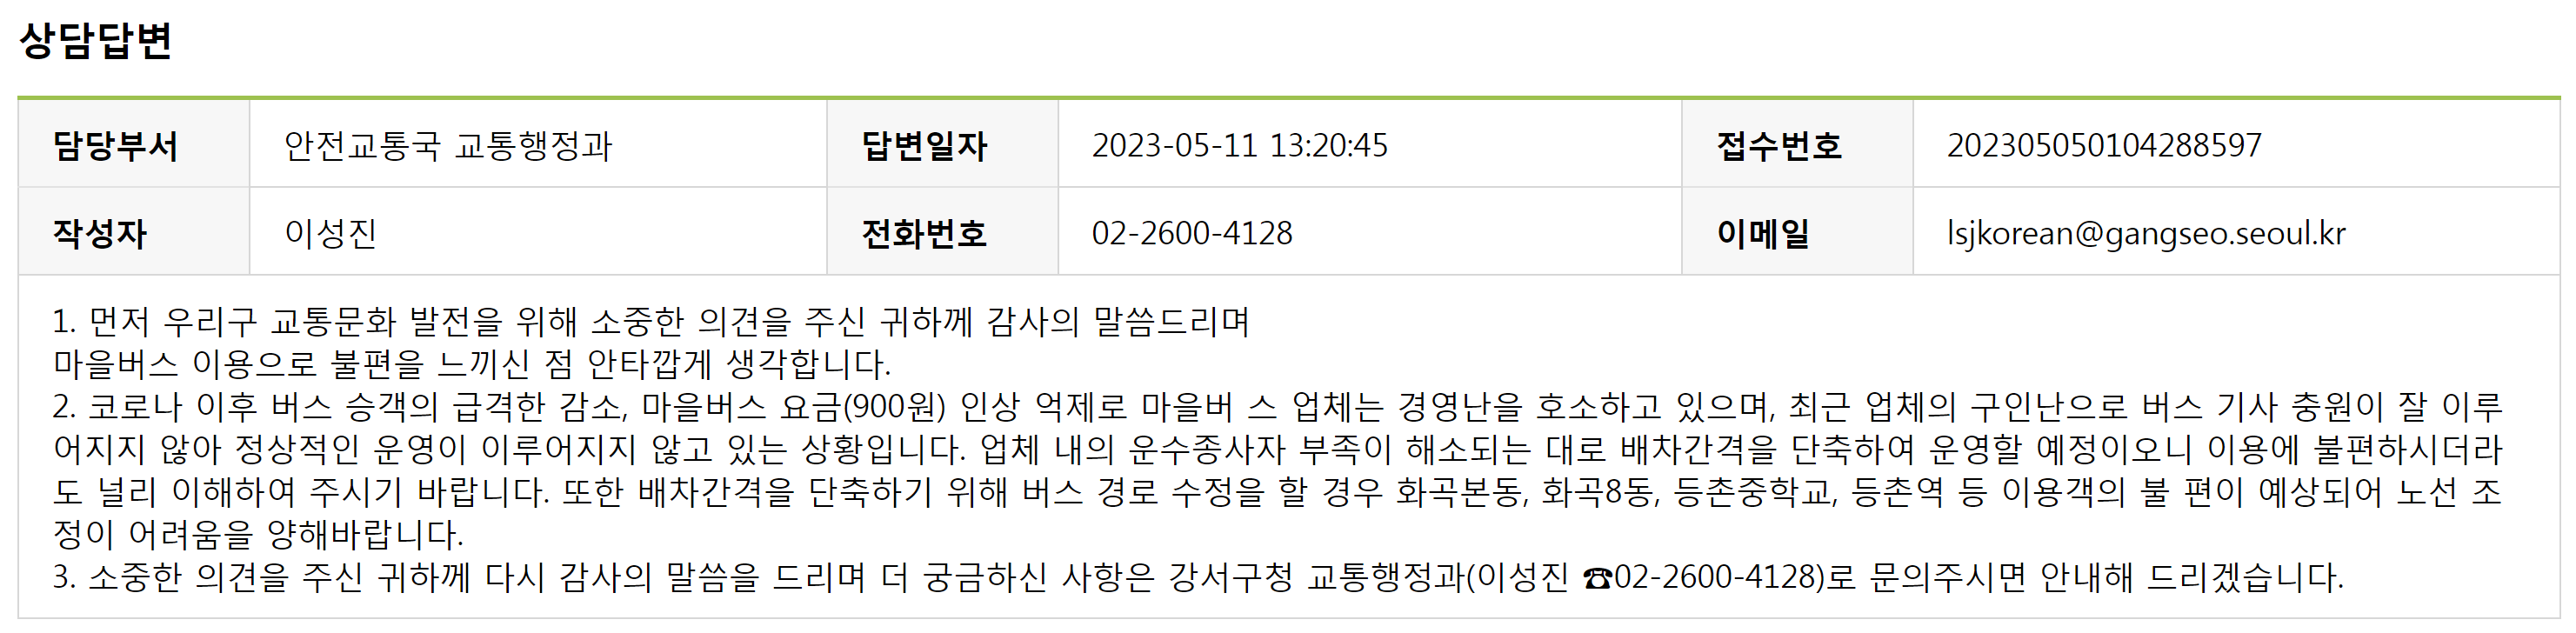 상담답변
담당부서 안전교통국 교통행정과 답변일자 2023-05-11 13:20:45 접수번호 202305050104288597
작성자 이성진 전화번호 02-2600-4128 이메일 lsjkorean@gangseo.seoul.kr
1. 먼저 우리구 교통문화 발전을 위해 소중한 의견을 주신 귀하께 감사의 말씀드리며
마을버스 이용으로 불편을 느끼신 점 안타깝게 생각합니다.
2. 코로나 이후 버스 승객의 급격한 감소, 마을버스 요금(900원) 인상 억제로 마을버 스 업체는 경영난을 호소하고 있으며, 최근 업체의 구인난으로 버스 기사 충원이 잘 이루
어지지 않아 정상적인 운영이 이루어지지 않고 있는 상황입니다. 업체 내의 운수종사자 부족이 해소되는 대로 배차간격을 단축하여 운영할 예정이오니 이용에 불편하시더라
도 널리 이해하여 주시기 바랍니다. 또한 배차간격을 단축하기 위해 버스 경로 수정을 할 경우 화곡본동, 화곡8동, 등촌중학교, 등촌역 등 이용객의 불 편이 예상되어 노선 조
정이 어려움을 양해바랍니다.
3. 소중한 의견을 주신 귀하께 다시 감사의 말씀을 드리며 더 궁금하신 사항은 강서구청 교통행정과(이성진 ☎02-2600-4128)로 문의주시면 안내해 드리겠습니다.